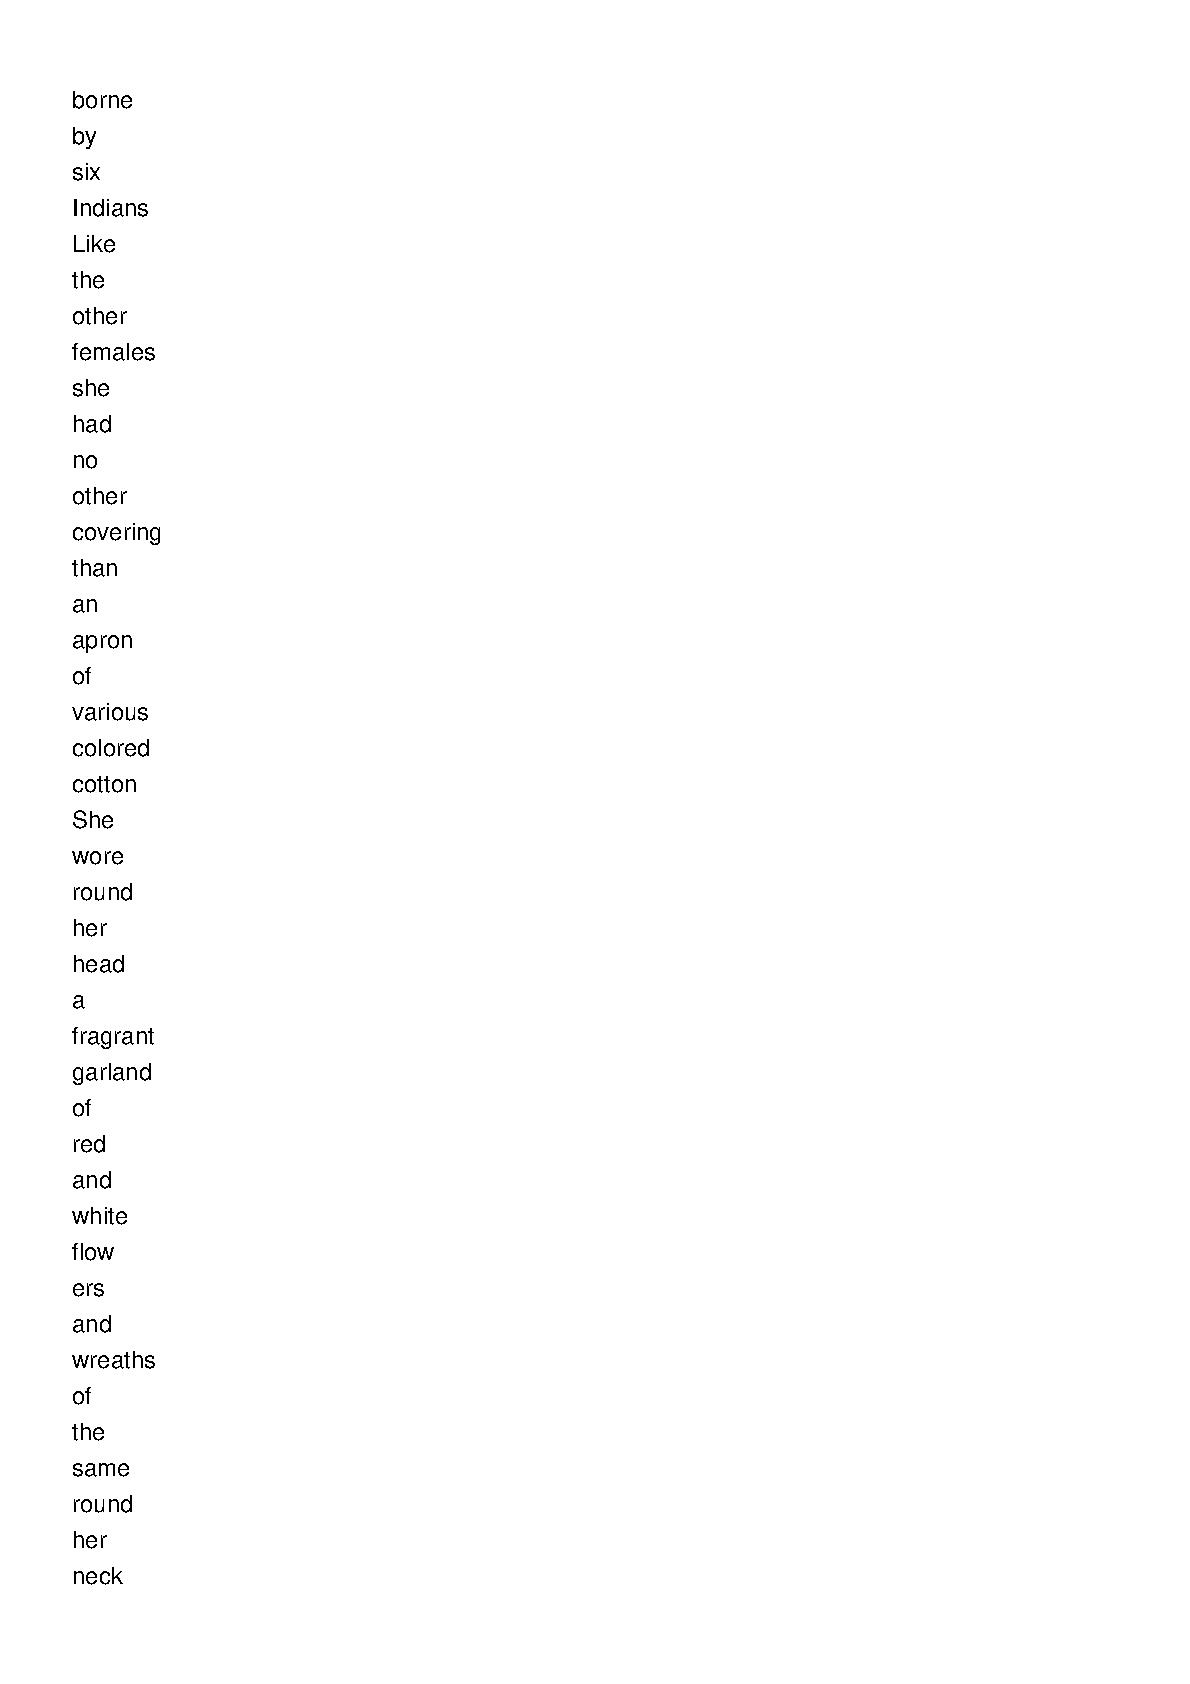 borne
by
six
Indians
Like
the
other
females
she
had
no
other
covering
than
an
apron
of
various
colored
cotton
She
wore
round
her
head
a
fragrant
garland
of
red
and
white
flow
ers
and
wreaths
of
the
same
round
her
neck